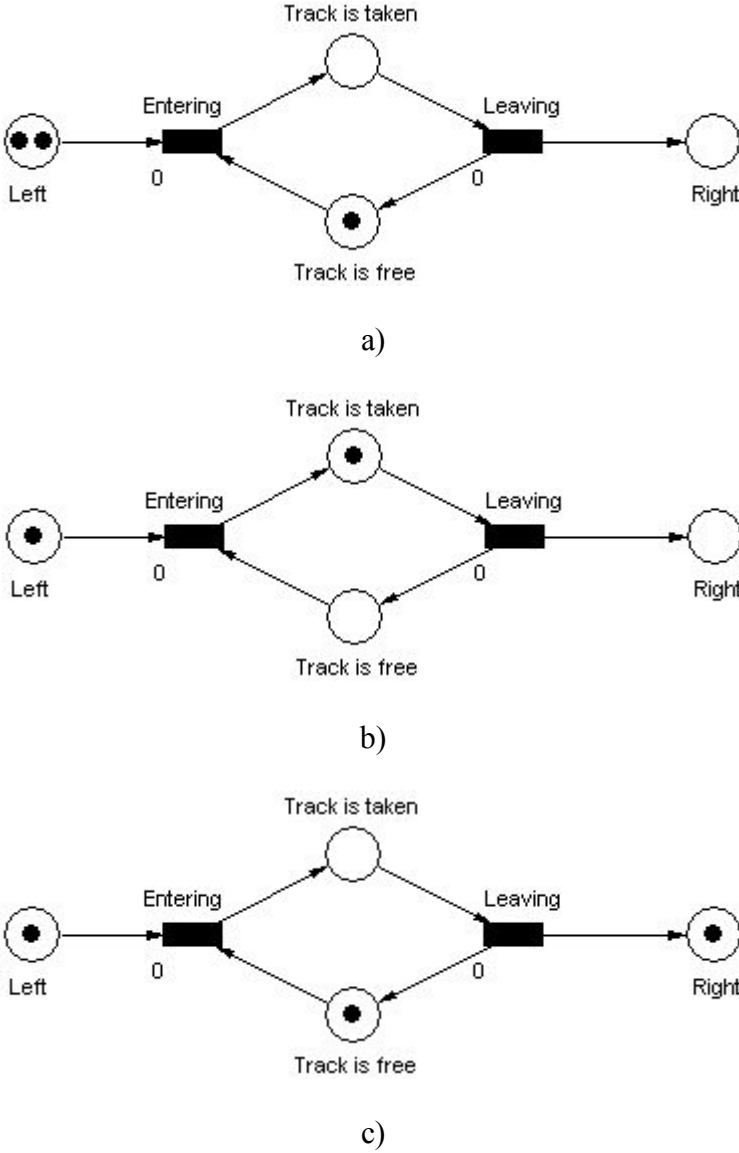 Track is taken
Entering
Leaving
0
0
Left
Right
Track is free
a)
Track is taken
Entering
Leaving
0
0
Left
Right
Track is free
b)
Track is taken
Entering
Leaving
0
0
Left
Right
Track is free
c)